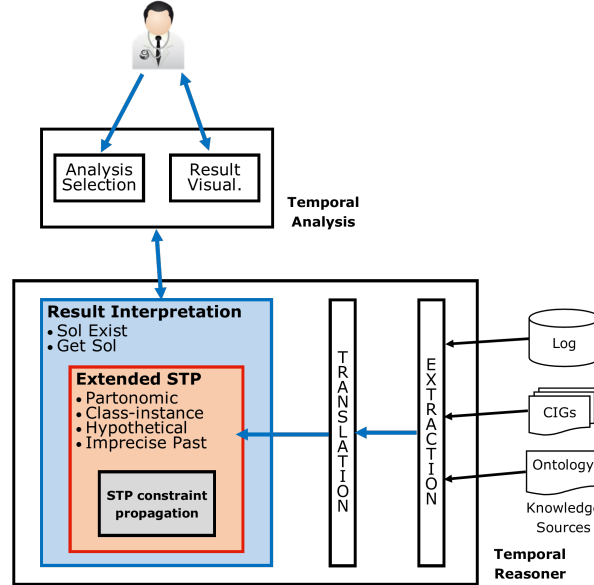 Analysis
Selection
Result
Visual.
Temporal
Analysis
Result Interpretation
• Sol Exist
• Get Sol
Extended STP
• Partonomic
• Class-instance
• Hypothetical
• Imprecise Past
STP constraint
propagation
TRANSLATION
EXTRACTION
Log
CIGs
Ontology
Knowledge
Sources
Temporal
Reasoner